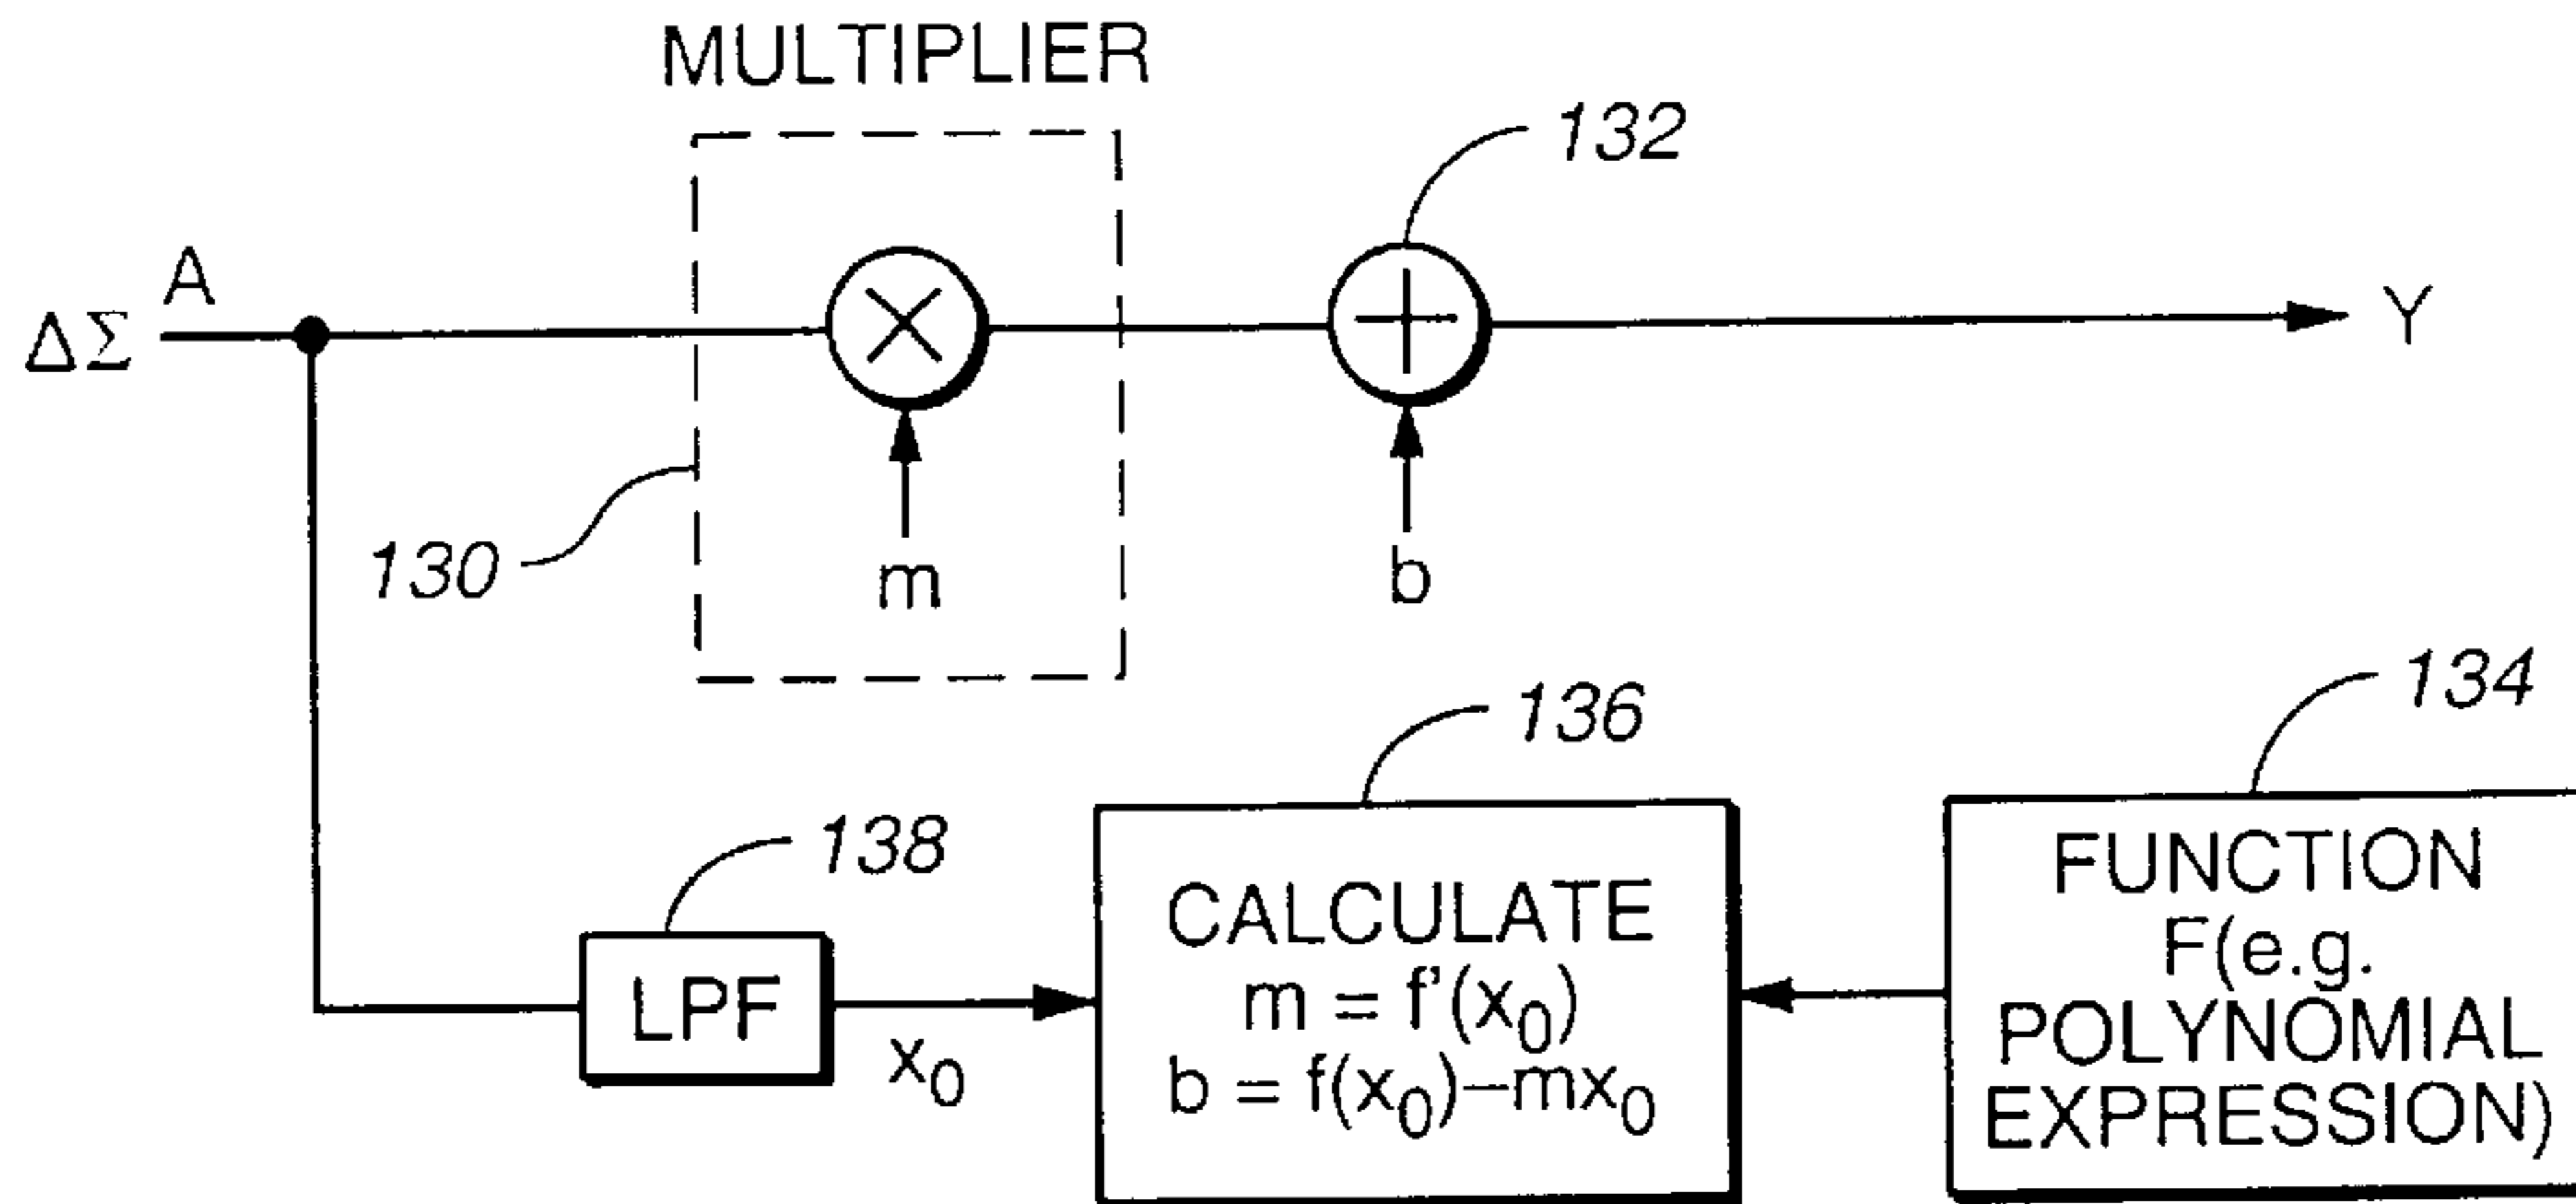 MULTIPLIER
132
A
ΔΣ
Y
130
m
b
134
136
138
FUNCTION
F(e.g.
POLYNOMIAL
EXPRESSION)
CALCULATE
m = f'(x₀)
b = f(x₀)–mx₀
LPF
x₀